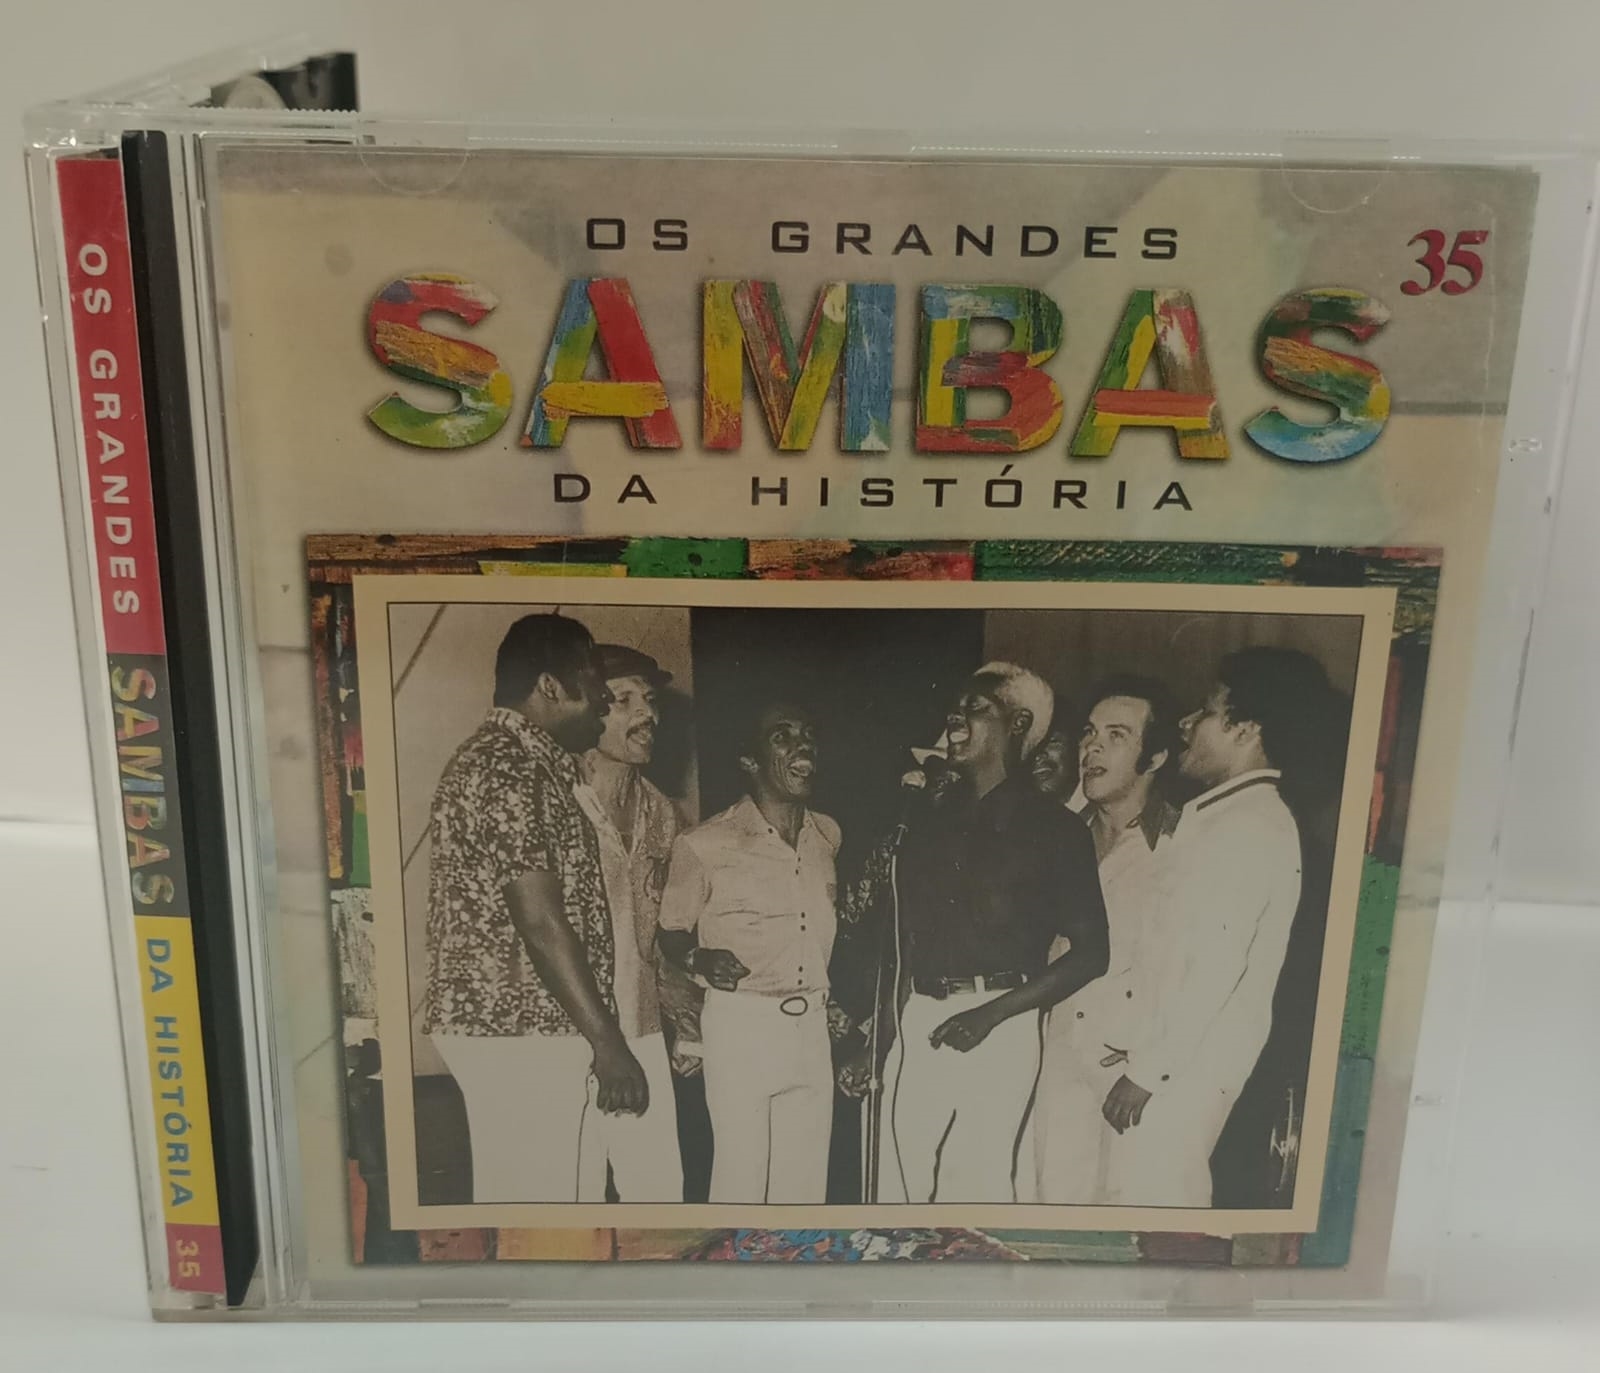 OS GRANDES
SAMBAS
DA HISTÓRIA
35
OS GRANDES SAMBAS DA HISTÓRIA 35